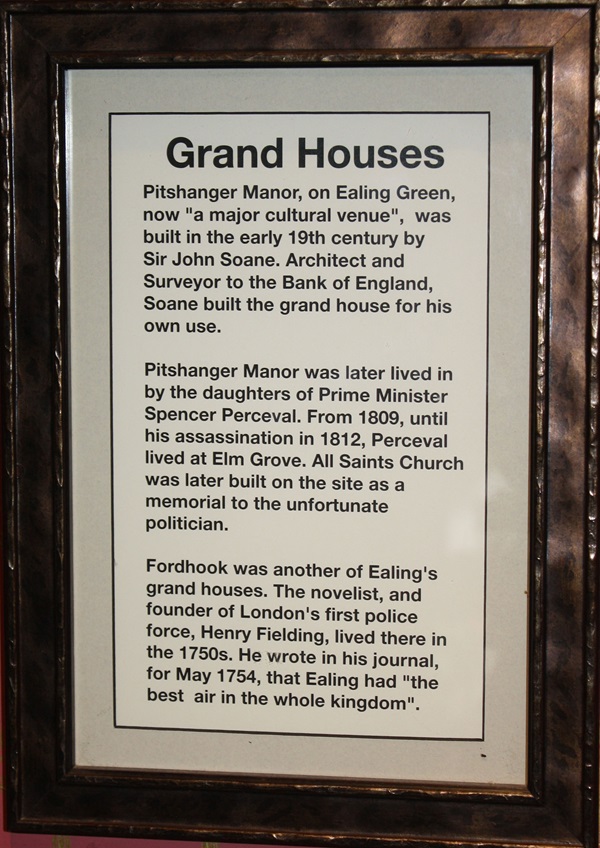 Grand Houses
Pitshanger Manor, on Ealing Green,
now "a major cultural venue",  was
built in the early 19th century by
Sir John Soane. Architect and
Surveyor to the Bank of England,
Soane built the grand house for his
own use.
Pitshanger Manor was later lived in
by the daughters of Prime Minister
Spencer Perceval. From 1809, until
his assassination in 1812, Perceval
lived at Elm Grove. All Saints Church
was later built on the site as a
memorial to the unfortunate
politician.
Fordhook was another of Ealing's
grand houses. The novelist, and
founder of London's first police
force, Henry Fielding, lived there in
the 1750s. He wrote in his journal,
for May 1754, that Ealing had "the
best  air in the whole kingdom".